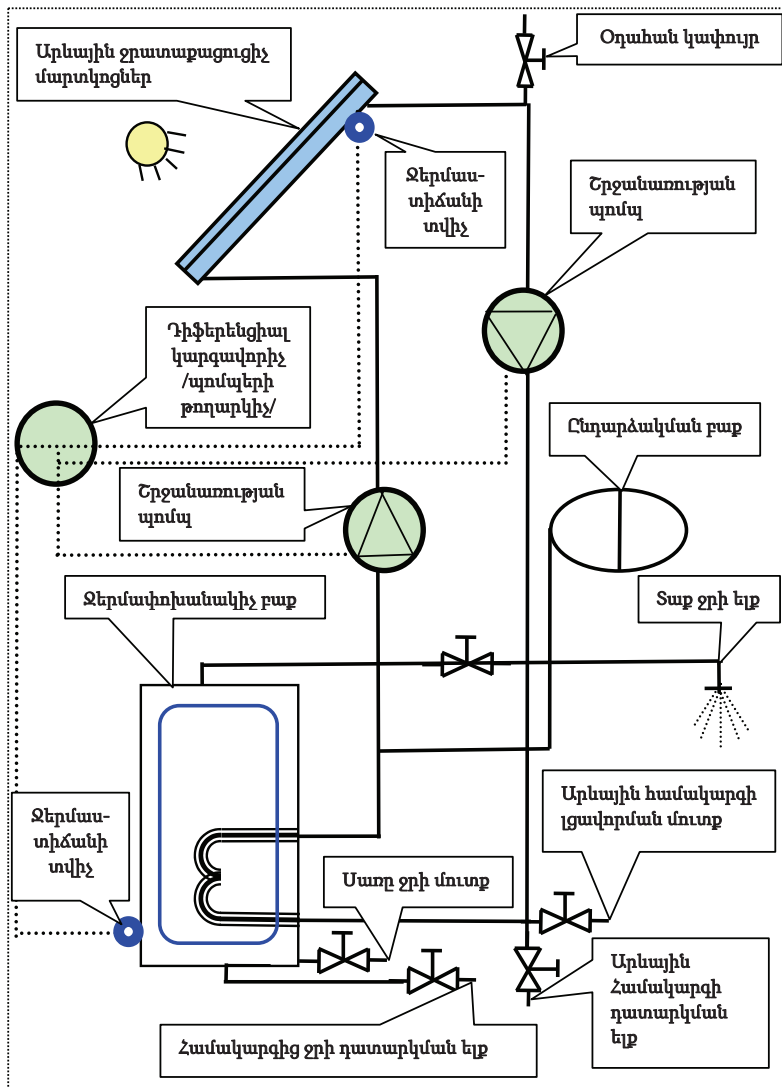 Արևային ջրատաքացուցիչ
մարտկոցներ
Օդահան կափույր
Ջերմաս-
տիճանի
տվիչ
Շրջանառության
պոմպ
Դիֆերենցիալ
կարգավորիչ
/պոմպերի
թողարկիչ/
Ընդարձակման բաք
Շրջանառության
պոմպ
Ջերմափոխանակիչ բաք
Տաք ջրի ելք
Արևային համակարգի
լցավորման մուտք
Ջերմաս-
տիճանի
տվիչ
Սառը ջրի մուտք
Արևային
Համակարգի
դատարկման
ելք
Համակարգից ջրի դատարկման ելք